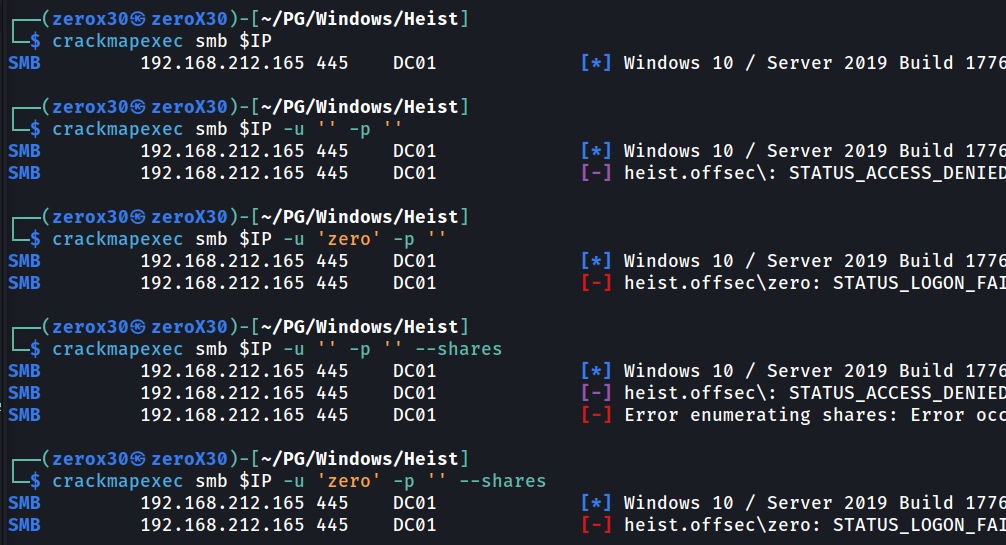 ┌──(zerox30㉿zeroX30)-[~/PG/Windows/Heist]
└─$ crackmapexec smb $IP
SMB 192.168.212.165 445 DC01 [*] Windows 10 / Server 2019 Build 1776
┌──(zerox30㉿zeroX30)-[~/PG/Windows/Heist]
└─$ crackmapexec smb $IP -u '' -p ''
SMB 192.168.212.165 445 DC01 [*] Windows 10 / Server 2019 Build 1776
SMB 192.168.212.165 445 DC01 [-] heist.offsec\: STATUS_ACCESS_DENIED
┌──(zerox30㉿zeroX30)-[~/PG/Windows/Heist]
└─$ crackmapexec smb $IP -u 'zero' -p ''
SMB 192.168.212.165 445 DC01 [*] Windows 10 / Server 2019 Build 1776
SMB 192.168.212.165 445 DC01 [-] heist.offsec\zero: STATUS_LOGON_FAI
┌──(zerox30㉿zeroX30)-[~/PG/Windows/Heist]
└─$ crackmapexec smb $IP -u '' -p '' --shares
SMB 192.168.212.165 445 DC01 [*] Windows 10 / Server 2019 Build 1776
SMB 192.168.212.165 445 DC01 [-] heist.offsec\: STATUS_ACCESS_DENIED
SMB 192.168.212.165 445 DC01 [-] Error enumerating shares: Error occ
┌──(zerox30㉿zeroX30)-[~/PG/Windows/Heist]
└─$ crackmapexec smb $IP -u 'zero' -p '' --shares
SMB 192.168.212.165 445 DC01 [*] Windows 10 / Server 2019 Build 1776
SMB 192.168.212.165 445 DC01 [-] heist.offsec\zero: STATUS_LOGON_FAI